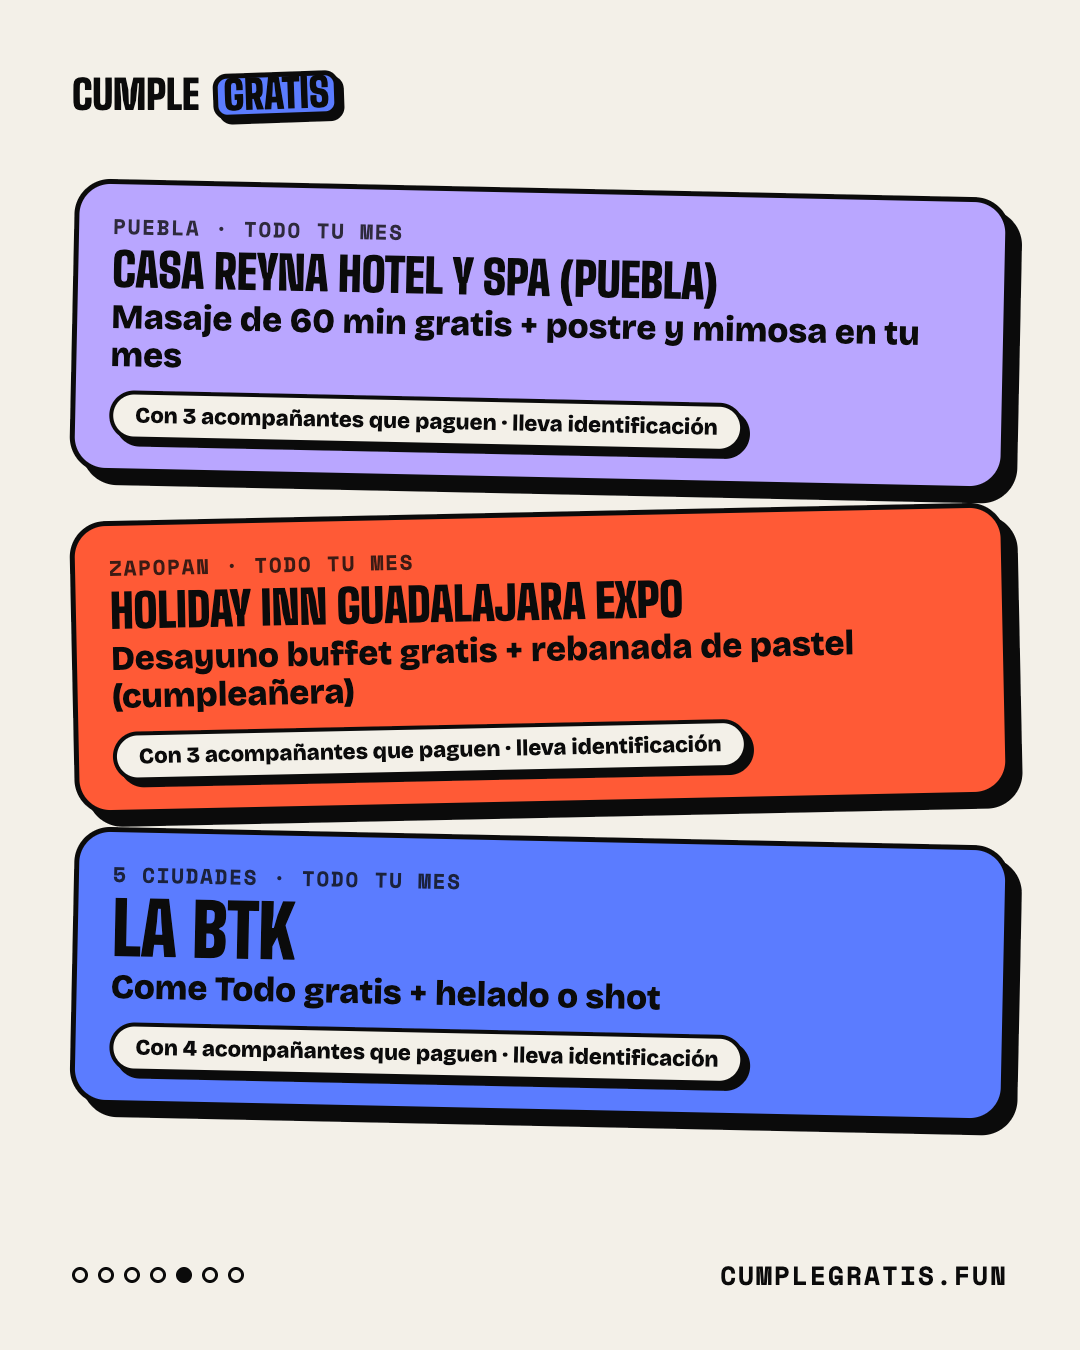 CUMPLE GRATIS
PUEBLA · TODO TU MES
CASA REYNA HOTEL Y SPA (PUEBLA)
Masaje de 60 min gratis + postre y mimosa en tu
mes
Con 3 acompañantes que paguen · lleva identificación
ZAPOPAN · TODO TU MES
HOLIDAY INN GUADALAJARA EXPO
Desayuno buffet gratis + rebanada de pastel
(cumpleañera)
Con 3 acompañantes que paguen · lleva identificación
5 CIUDADES · TODO TU MES
LA BTK
Come Todo gratis + helado o shot
Con 4 acompañantes que paguen · lleva identificación
CUMPLEGRATIS.FUN